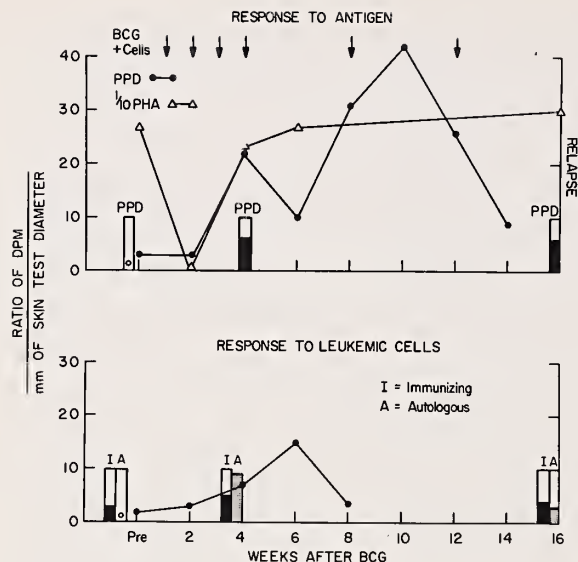 RESPONSE TO ANTIGEN
BCG
+Cells
PPD
1/10 PHA
40
30
20
10
0
PPD
PPD
PPD
RELAPSE
RATIO OF DPM
mm OF SKIN TEST DIAMETER
RESPONSE TO LEUKEMIC CELLS
I = Immunizing
A = Autologous
30
20
10
0
I A
I A
I A
Pre 2 4 6 8 10 12 14 16
WEEKS AFTER BCG